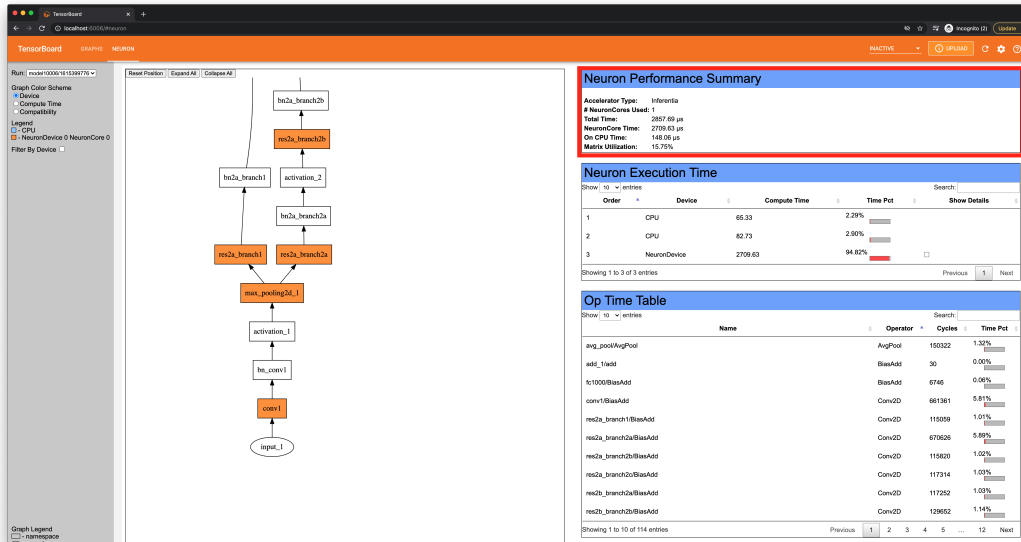 TensorBoard
localhost:6006/#neuron
Incognito (2)
Update
TensorBoard GRAPHS NEURON INACTIVE UPLOAD
Run: model10006/1615399776
Graph Color Scheme
Device
Compute Time
Compatibility
Legend
- CPU
- NeuronDevice 0 NeuronCore 0
Filter By Device
Graph Legend
- namespace
Reset Position Expand All Collapse All
bn2a_branch2b
res2a_branch2b
bn2a_branch1 activation_2
bn2a_branch2a
res2a_branch1 res2a_branch2a
max_pooling2d_1
activation_1
bn_conv1
conv1
input_1
Neuron Performance Summary
Accelerator Type: Inferentia
# NeuronCores Used: 1
Total Time: 2857.69 µs
NeuronCore Time: 2709.63 µs
On CPU Time: 148.06 µs
Matrix Utilization: 15.75%
Neuron Execution Time
Show 10 entries Search:
Order Device Compute Time Time Pct Show Details
1 CPU 65.33 2.29%
2 CPU 82.73 2.90%
3 NeuronDevice 2709.63 94.82%
Showing 1 to 3 of 3 entries Previous 1 Next
Op Time Table
Show 10 entries Search:
Name Operator Cycles Time Pct
avg_pool/AvgPool AvgPool 150322 1.32%
add_1/add BiasAdd 30 0.00%
fc1000/BiasAdd BiasAdd 6746 0.06%
conv1/BiasAdd Conv2D 661361 5.81%
res2a_branch1/BiasAdd Conv2D 115059 1.01%
res2a_branch2a/BiasAdd Conv2D 670626 5.89%
res2a_branch2b/BiasAdd Conv2D 115820 1.02%
res2a_branch2c/BiasAdd Conv2D 117314 1.03%
res2b_branch2a/BiasAdd Conv2D 117252 1.03%
res2b_branch2b/BiasAdd Conv2D 129652 1.14%
Showing 1 to 10 of 114 entries Previous 1 2 3 4 5 … 12 Next